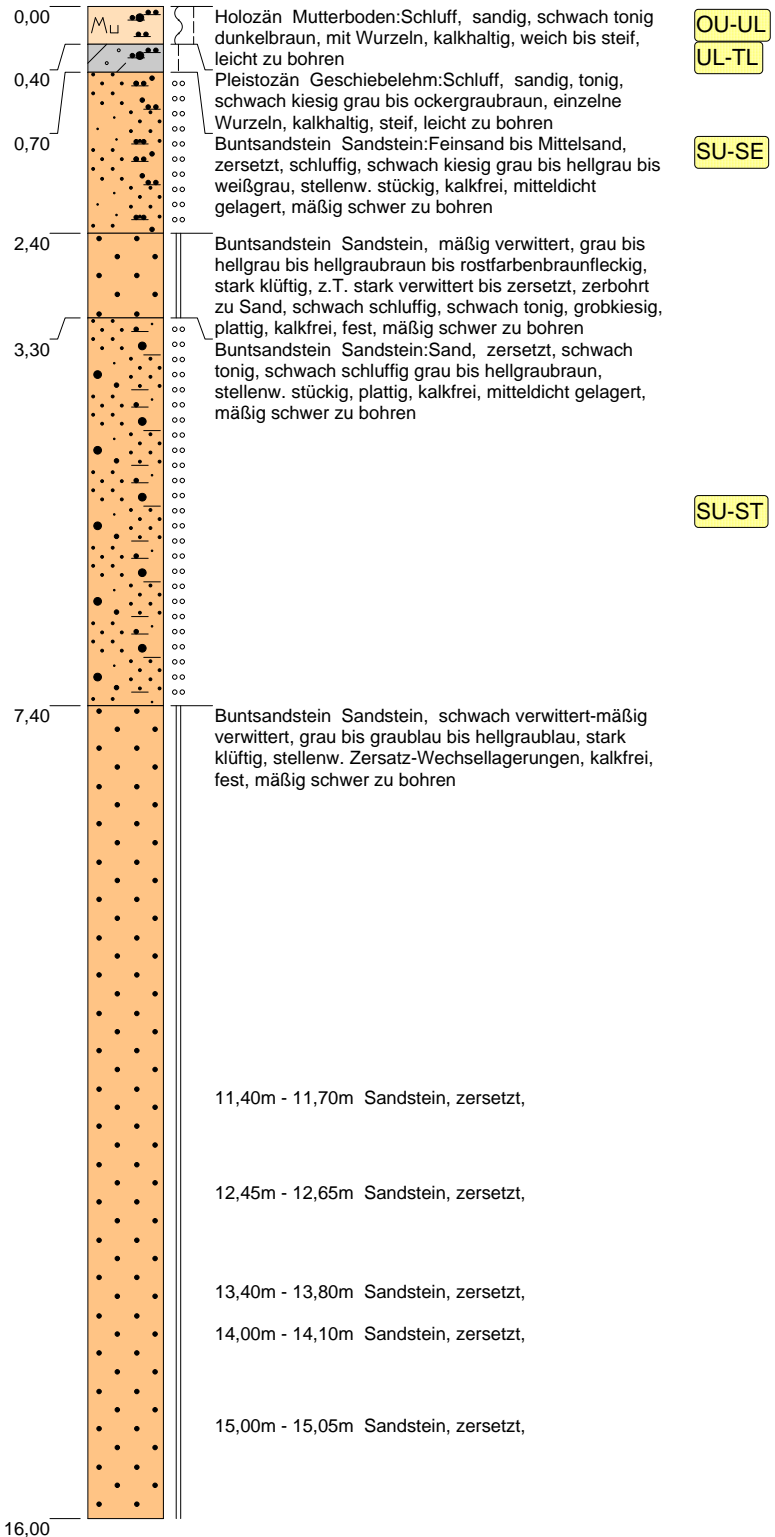 0,00
Holozän Mutterboden:Schluff, sandig, schwach tonig
dunkelbraun, mit Wurzeln, kalkhaltig, weich bis steif,
leicht zu bohren
OU-UL
UL-TL
Mu
0,40
Pleistozän Geschiebelehm:Schluff, sandig, tonig,
schwach kiesig grau bis ockergraubraun, einzelne
Wurzeln, kalkhaltig, steif, leicht zu bohren
0,70
Buntsandstein Sandstein:Feinsand bis Mittelsand,
zersetzt, schluffig, schwach kiesig grau bis hellgrau bis
weißgrau, stellenw. stückig, kalkfrei, mitteldicht
gelagert, mäßig schwer zu bohren
SU-SE
2,40
Buntsandstein Sandstein, mäßig verwittert, grau bis
hellgrau bis hellgraubraun bis rostfarbenbraunfleckig,
stark klüftig, z.T. stark verwittert bis zersetzt, zerbohrt
zu Sand, schwach schluffig, schwach tonig, grobkiesig,
plattig, kalkfrei, fest, mäßig schwer zu bohren
3,30
Buntsandstein Sandstein:Sand, zersetzt, schwach
tonig, schwach schluffig grau bis hellgraubraun,
stellenw. stückig, plattig, kalkfrei, mitteldicht gelagert,
mäßig schwer zu bohren
SU-ST
7,40
Buntsandstein Sandstein, schwach verwittert-mäßig
verwittert, grau bis graublau bis hellgraublau, stark
klüftig, stellenw. Zersatz-Wechsellagerungen, kalkfrei,
fest, mäßig schwer zu bohren
11,40m - 11,70m Sandstein, zersetzt,
12,45m - 12,65m Sandstein, zersetzt,
13,40m - 13,80m Sandstein, zersetzt,
14,00m - 14,10m Sandstein, zersetzt,
15,00m - 15,05m Sandstein, zersetzt,
16,00